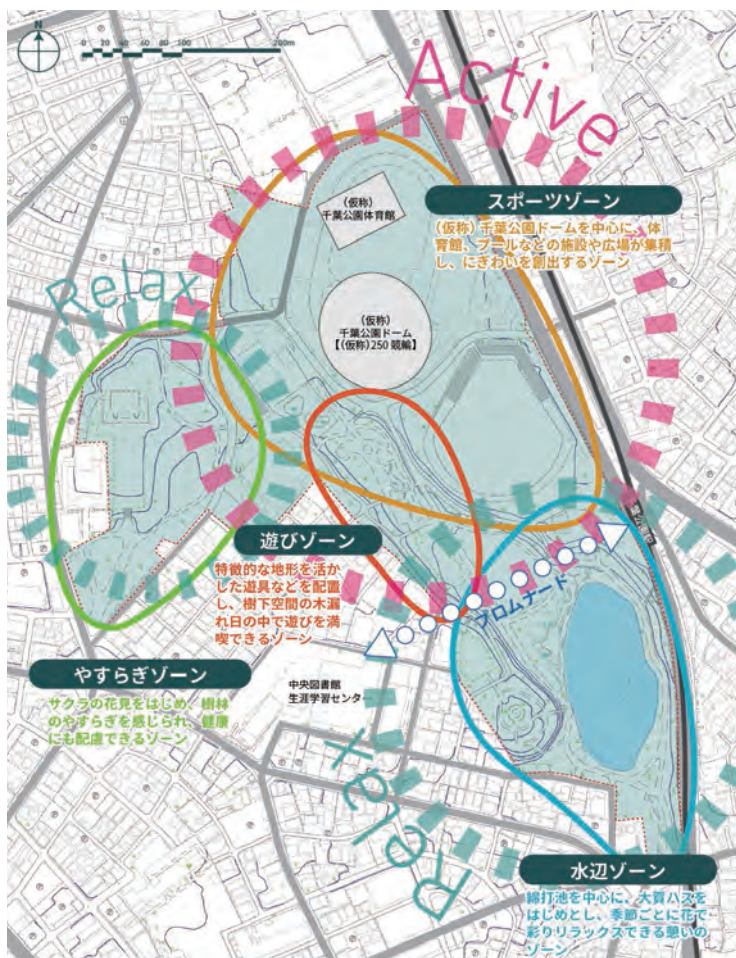 N
0 20 40 60 80 100 200m
Active
スポーツゾーン
(仮称) 千葉公園ドームを中心に、体
育館、プールなどの施設や広場が集積
し、にぎわいを創出するゾーン
(仮称)
千葉公園体育館
Relax
(仮称)
千葉公園ドーム
【(仮称)250 競輪】
遊びゾーン
特徴的な地形を活か
した遊具などを配置
し、樹下空間の木漏
れ日の中で遊びを満
喫できるゾーン
プロムナード
やすらぎゾーン
サクラの花見をはじめ、樹林
のやすらぎを感じられ、健康
にも配慮できるゾーン
中央図書館
生涯学習センター
Relax
水辺ゾーン
綿打池を中心に、大賀ハスを
はじめとし、季節ごとに花で
彩りリラックスできる憩いの
ゾーン